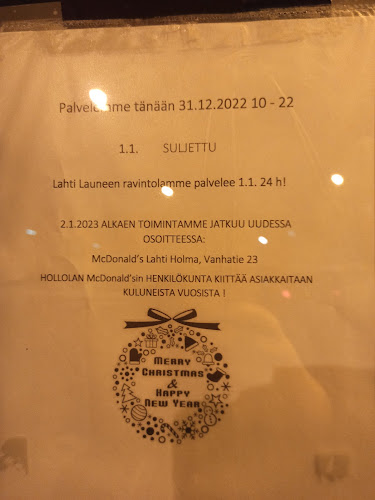 Palvelemme tänään 31.12.2022 10 - 22
1.1. SULJETTU
Lahti Launeen ravintolamme palvelee 1.1. 24 h!
2.1.2023 ALKAEN TOIMINTAMME JATKUU UUDESSA
OSOITTEESSA:
McDonald's Lahti Holma, Vanhatie 23
HOLLOLAN McDonald'sin HENKILÖKUNTA KIITTÄÄ ASIAKKAITAAN
KULUNEISTA VUOSISTA !
MERRY
CHRISTMAS
&
HAPPY
NEW YEAR